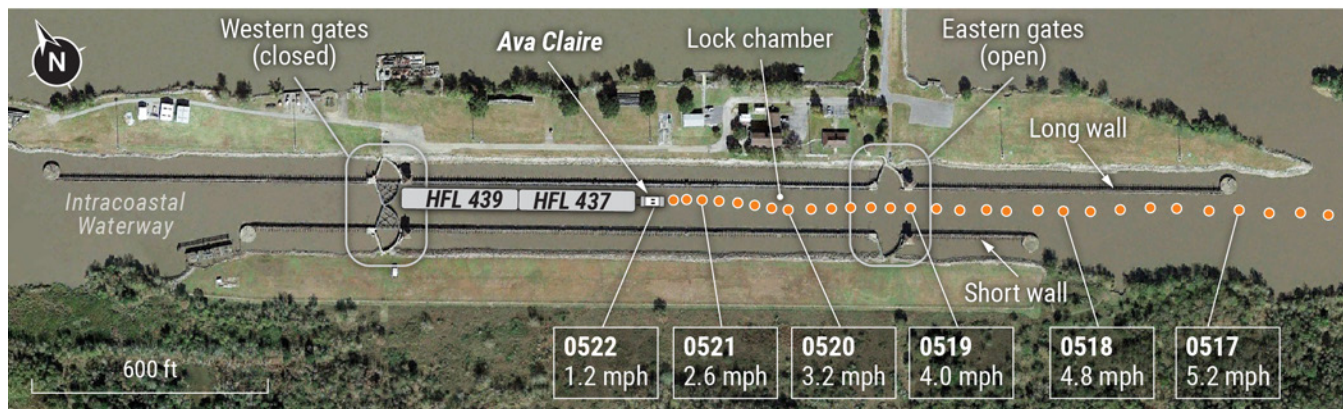 Western gates
(closed)
Ava Claire
Lock chamber
Eastern gates
(open)
N
Long wall
HFL 439
HFL 437
Intracoastal
Waterway
Short wall
600 ft
0522
1.2 mph
0521
2.6 mph
0520
3.2 mph
0519
4.0 mph
0518
4.8 mph
0517
5.2 mph